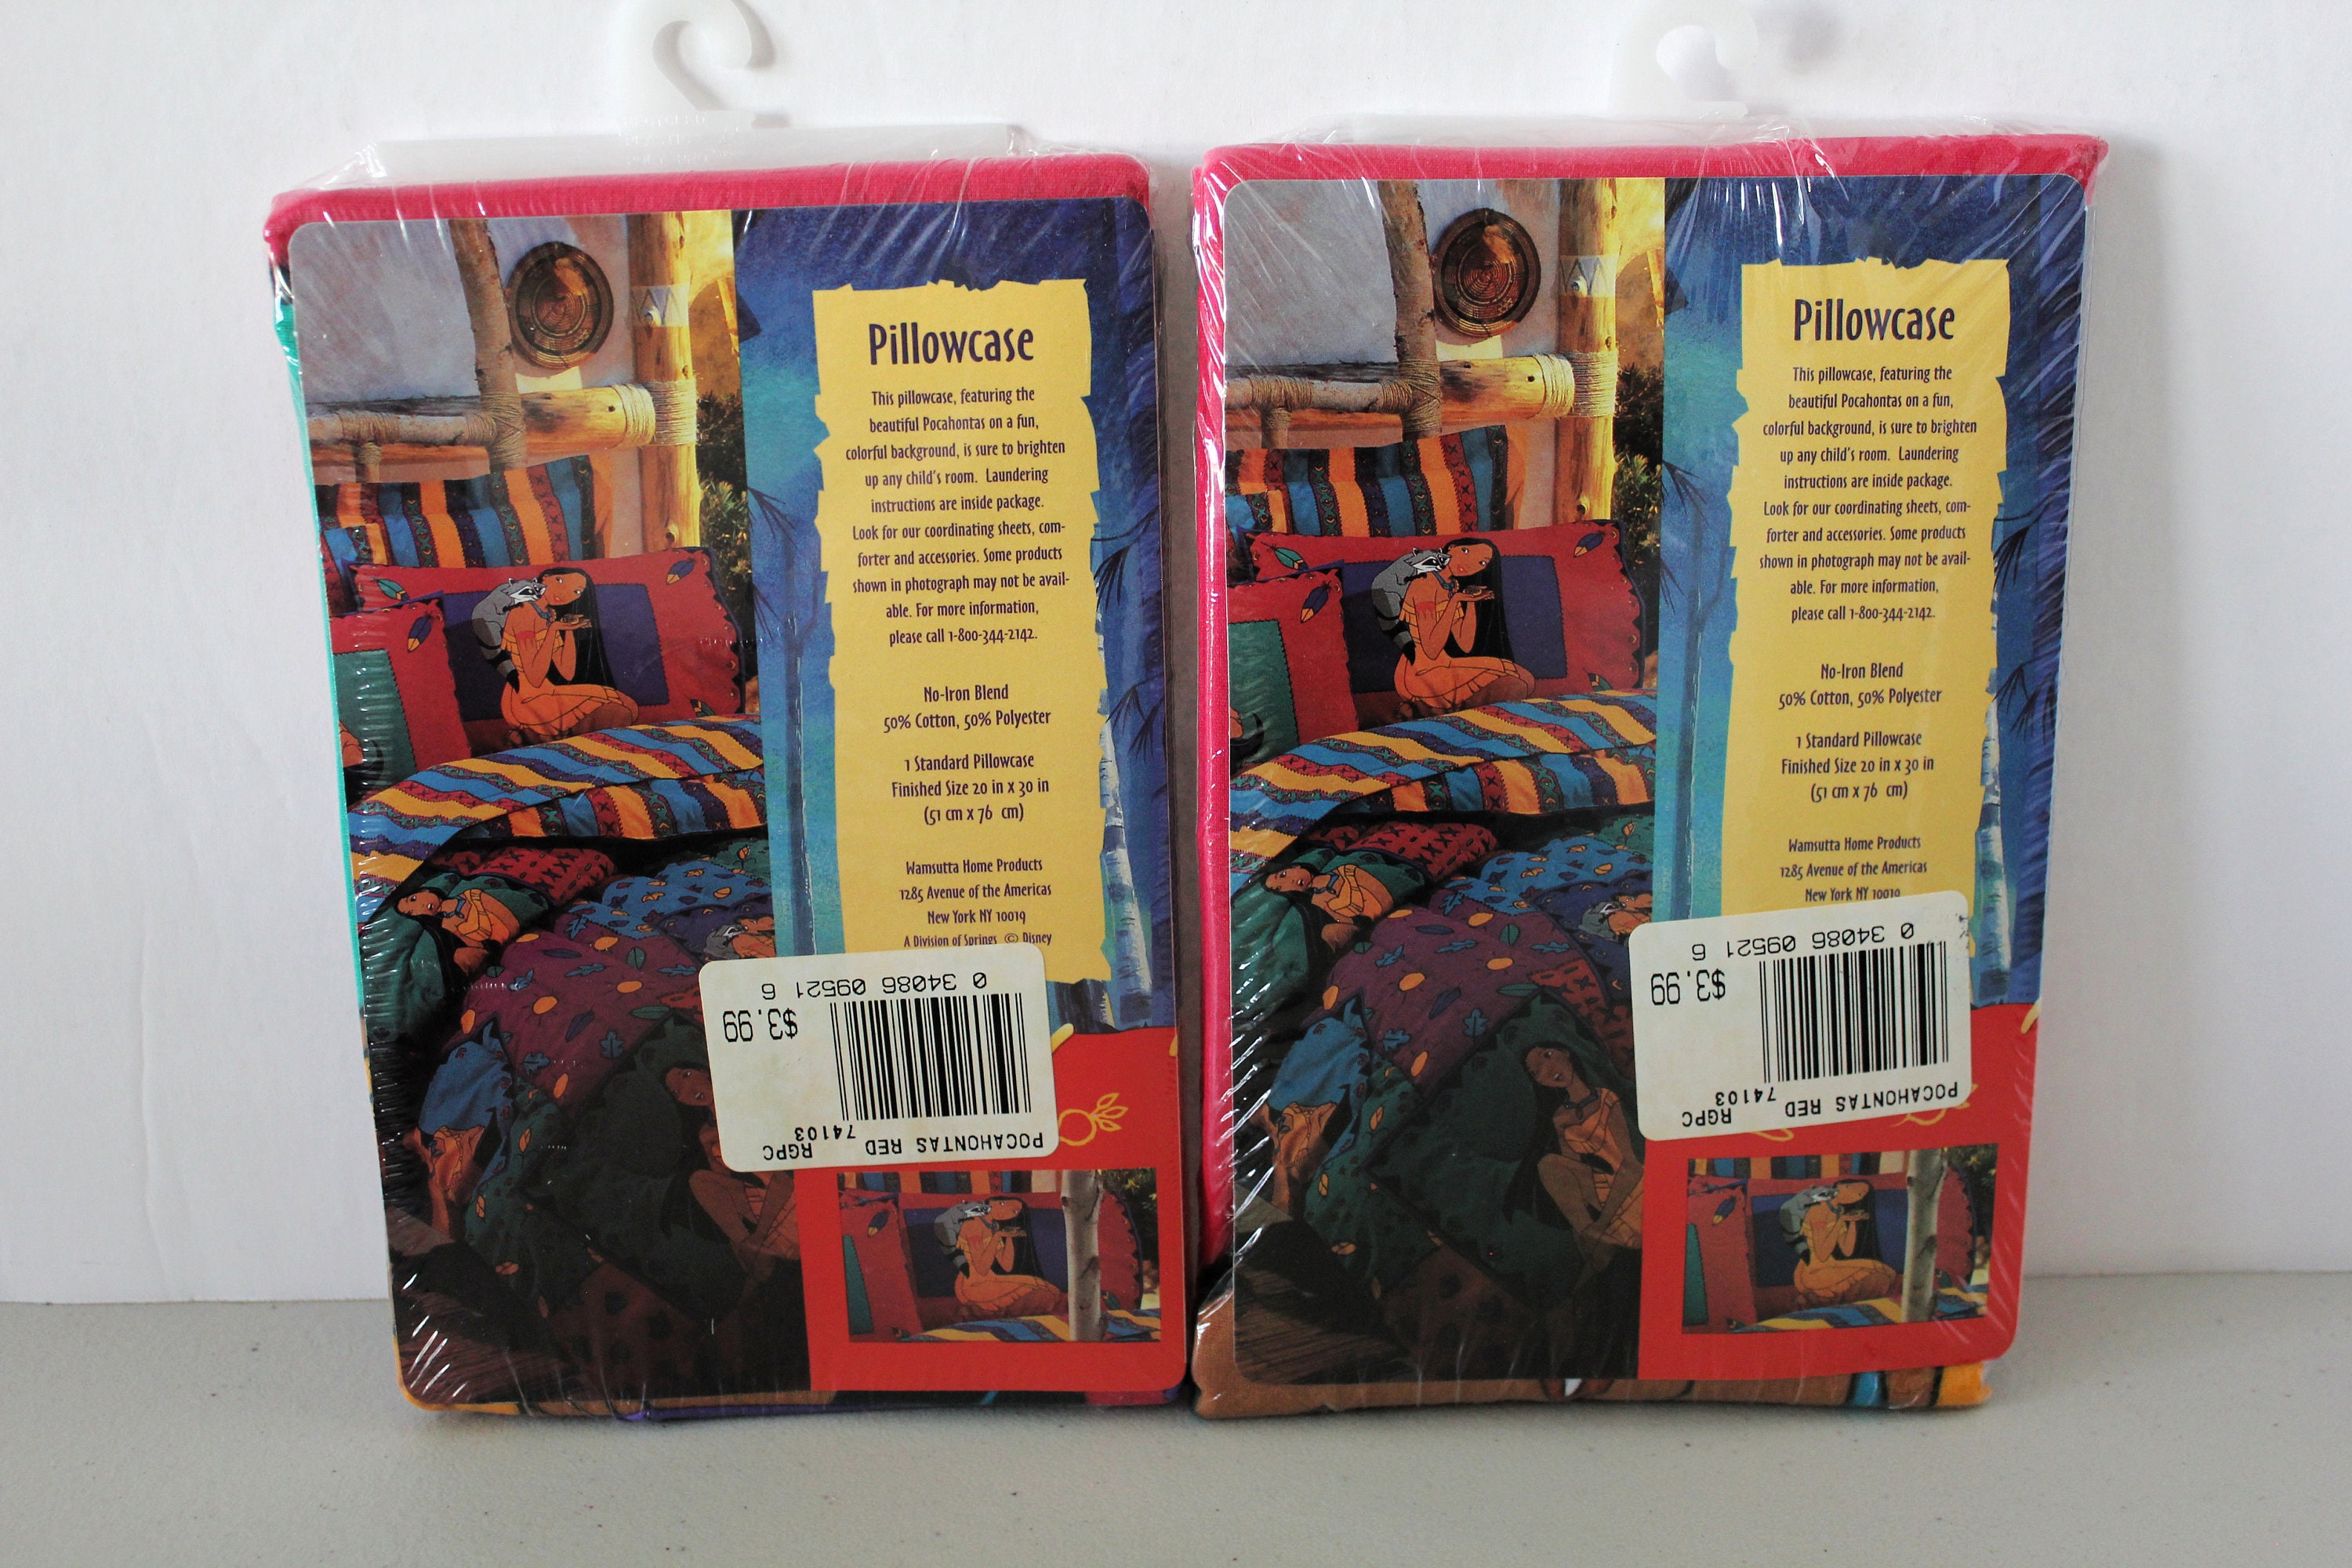 Pillowcase
This pillowcase, featuring the
beautiful Pocahontas on a fun,
colorful background, is sure to brighten
up any child's room. Laundering
instructions are inside package.
Look for our coordinating sheets, com-
forter and accessories. Some products
shown in photograph may not be avail-
able. For more information,
please call 1-800-344-2142.
No-Iron Blend
50% Cotton, 50% Polyester
1 Standard Pillowcase
Finished Size 20 in x 30 in
(51 cm x 76 cm)
Wamsutta Home Products
1285 Avenue of the Americas
New York NY 10019
A Division of Springs © Disney
POCAHONTAS RED 74103 RGPC
$3.99
0 34086 09521 6
Pillowcase
This pillowcase, featuring the
beautiful Pocahontas on a fun,
colorful background, is sure to brighten
up any child's room. Laundering
instructions are inside package.
Look for our coordinating sheets, com-
forter and accessories. Some products
shown in photograph may not be avail-
able. For more information,
please call 1-800-344-2142.
No-Iron Blend
50% Cotton, 50% Polyester
1 Standard Pillowcase
Finished Size 20 in x 30 in
(51 cm x 76 cm)
Wamsutta Home Products
1285 Avenue of the Americas
New York NY 10019
POCAHONTAS RED 74103 RGPC
$3.99
0 34086 09521 6